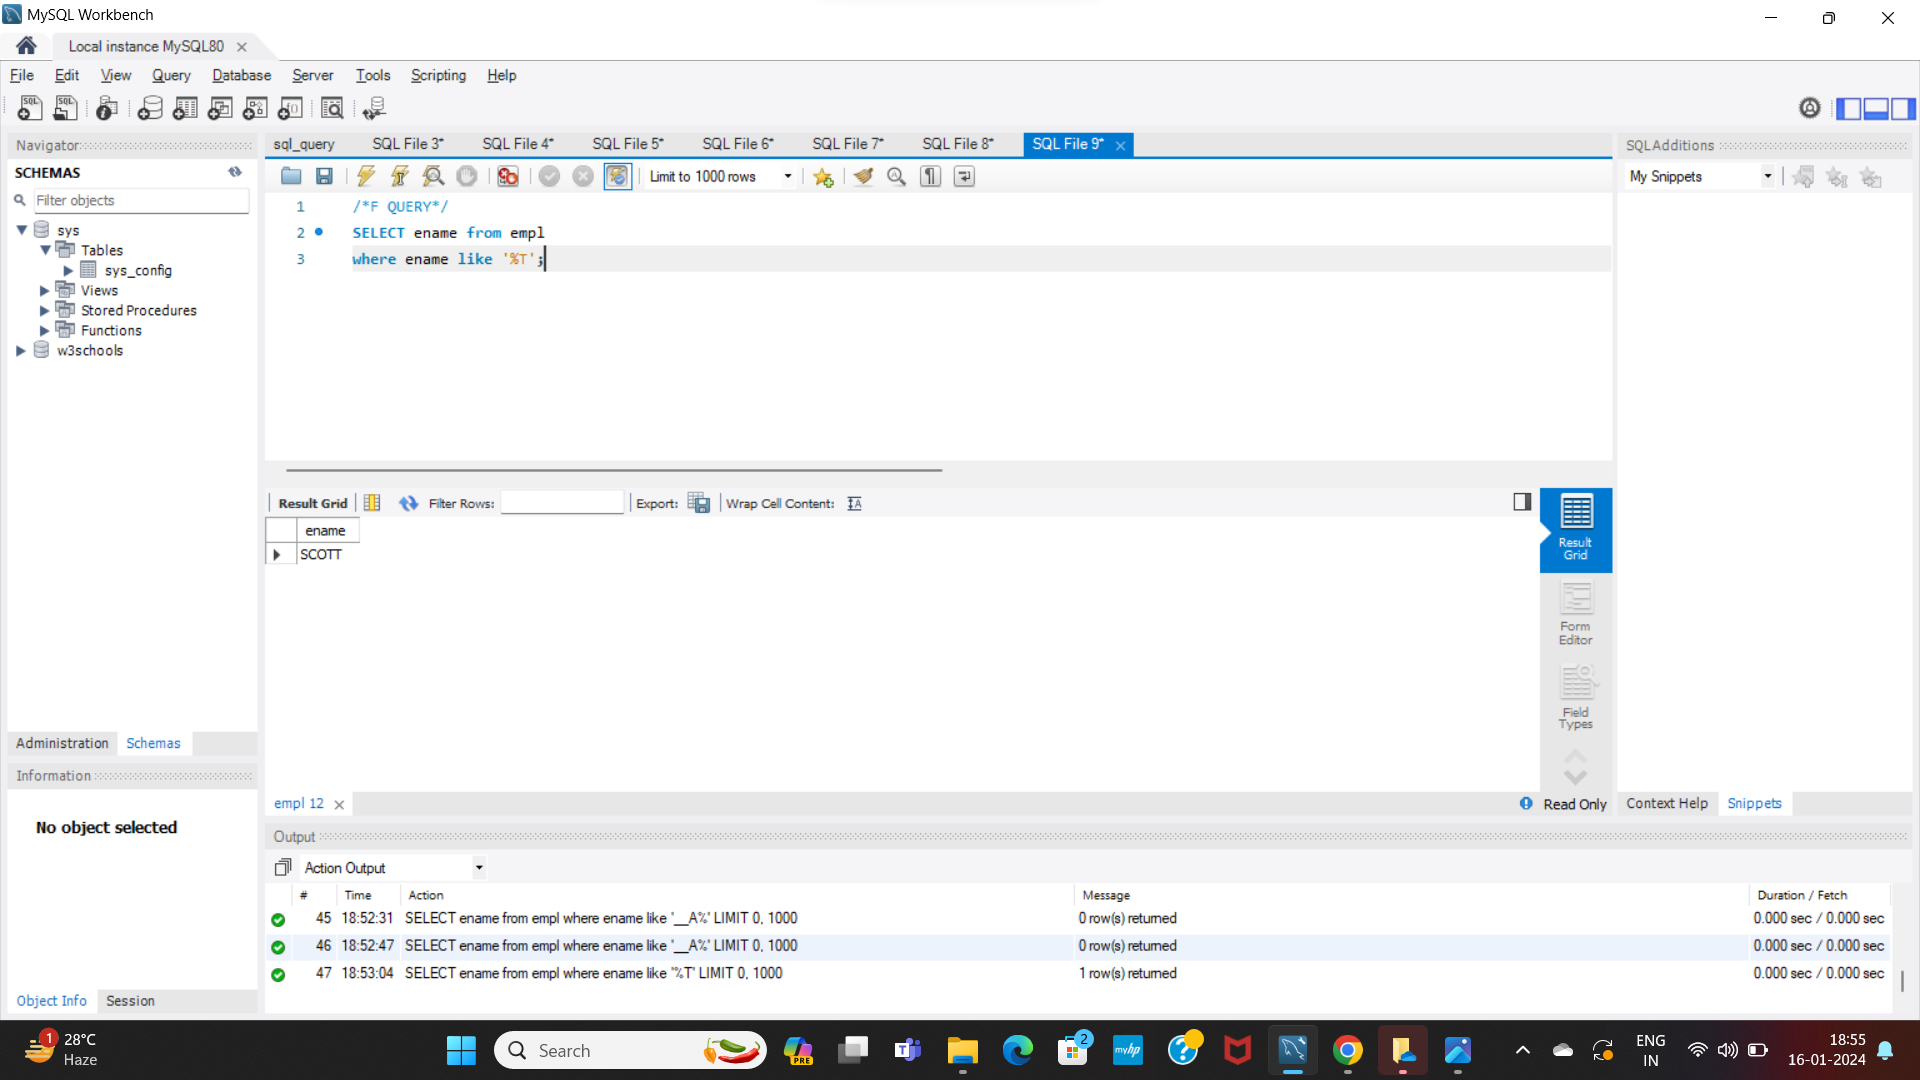 MySQL Workbench
Local instance MySQL80
File Edit View Query Database Server Tools Scripting Help
Navigator
SCHEMAS
Filter objects
sys
Tables
sys_config
Views
Stored Procedures
Functions
w3schools
Administration Schemas
Information
No object selected
Object Info Session
sql_query SQL File 3* SQL File 4* SQL File 5* SQL File 6* SQL File 7* SQL File 8* SQL File 9*
Limit to 1000 rows
1 /*F QUERY*/
2 SELECT ename from empl
3 where ename like '%T';
Result Grid Filter Rows: Export: Wrap Cell Content:
ename
SCOTT
Result Grid
Form Editor
Field Types
empl 12
Read Only
SQLAdditions
My Snippets
Context Help Snippets
Output
Action Output
# Time Action Message Duration / Fetch
45 18:52:31 SELECT ename from empl where ename like '__A%' LIMIT 0, 1000 0 row(s) returned 0.000 sec / 0.000 sec
46 18:52:47 SELECT ename from empl where ename like '__A%' LIMIT 0, 1000 0 row(s) returned 0.000 sec / 0.000 sec
47 18:53:04 SELECT ename from empl where ename like '%T' LIMIT 0, 1000 1 row(s) returned 0.000 sec / 0.000 sec
1
28°C
Haze
Search
PRE
2
myhp
ENG
IN
18:55
16-01-2024